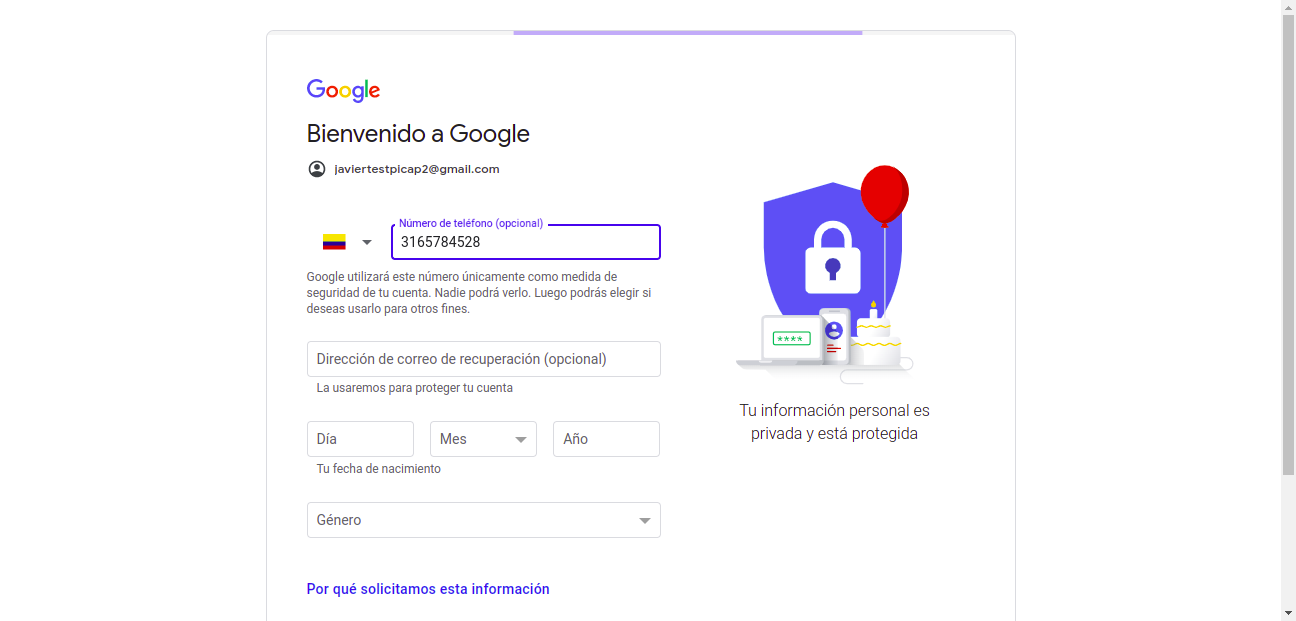 Google
Bienvenido a Google
javiertestpicap2@gmail.com
Número de teléfono (opcional)
3165784528
Google utilizará este número únicamente como medida de
seguridad de tu cuenta. Nadie podrá verlo. Luego podrás elegir si
deseas usarlo para otros fines.
Dirección de correo de recuperación (opcional)
La usaremos para proteger tu cuenta
Día
Mes
Año
Tu fecha de nacimiento
Género
Por qué solicitamos esta información
****
Tu información personal es
privada y está protegida